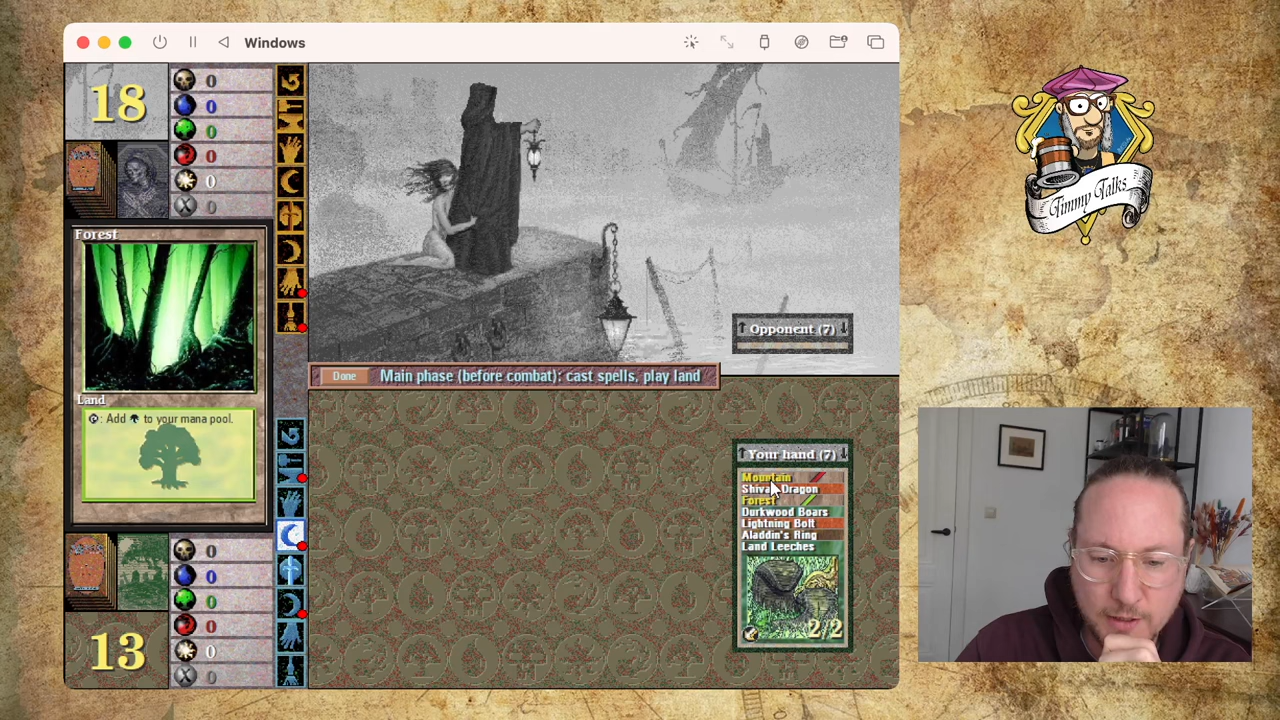 Windows
18
0
0
0
0
0
0
Forest
Land
: Add to your mana pool.
Opponent (7)
Done
Main phase (before combat): cast spells, play land
Your hand (7)
Mountain
Shivan Dragon
Forest
Durkwood Boars
Lightning Bolt
Aladdin's Ring
Land Leeches
2/2
0
0
0
0
0
0
13
Timmy Talks